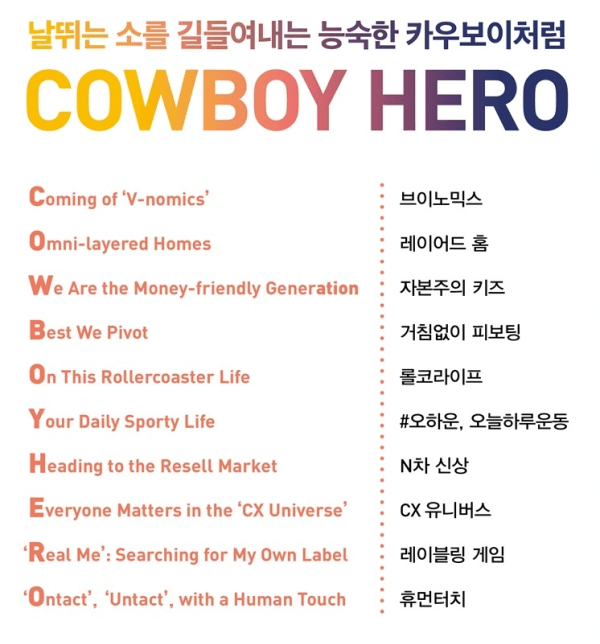 날뛰는 소를 길들여내는 능숙한 카우보이처럼
COWBOY HERO
Coming of ‘V-nomics’ 브이노믹스
Omni-layered Homes 레이어드 홈
We Are the Money-friendly Generation 자본주의 키즈
Best We Pivot 거침없이 피보팅
On This Rollercoaster Life 롤코라이프
Your Daily Sporty Life #오하운, 오늘하루운동
Heading to the Resell Market N차 신상
Everyone Matters in the ‘CX Universe’ CX 유니버스
‘Real Me’: Searching for My Own Label 레이블링 게임
‘Ontact’, ‘Untact’, with a Human Touch 휴먼터치